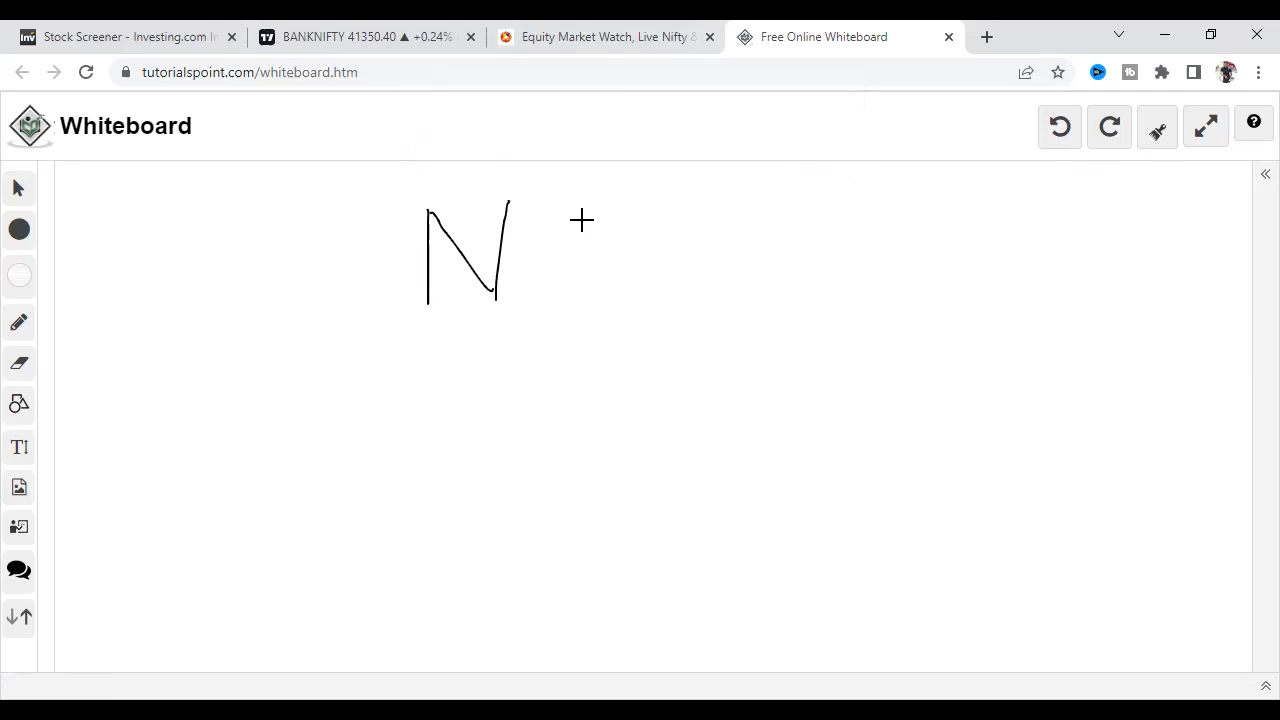 Stock Screener - Investing.com In
BANKNIFTY 41350.40 ▲ +0.24%
Equity Market Watch, Live Nifty &
Free Online Whiteboard
tutorialspoint.com/whiteboard.htm
Whiteboard
N